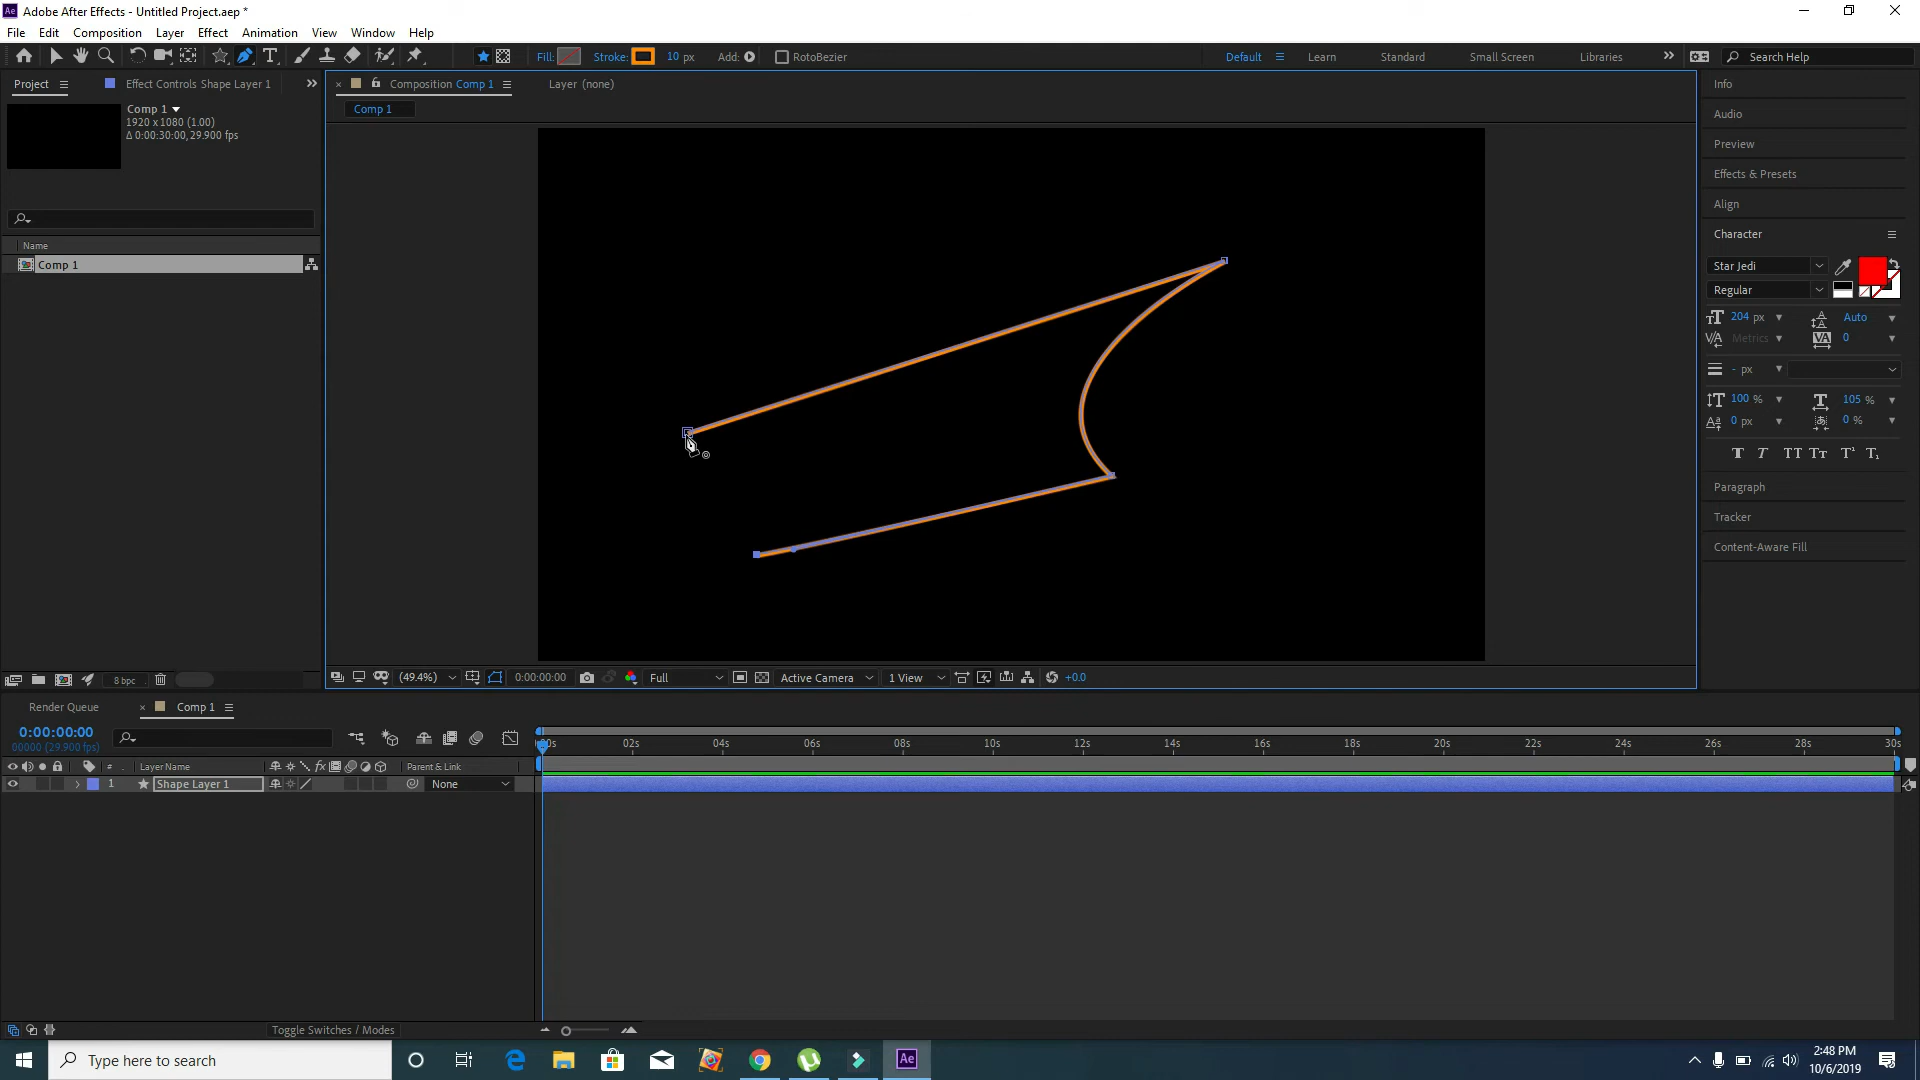 Adobe After Effects - Untitled Project.aep *
File Edit Composition Layer Effect Animation View Window Help
Fill: Stroke: 10 px Add: RotoBezier Default Learn Standard Small Screen Libraries » Search Help
Project Effect Controls Shape Layer 1 »
Comp 1
1920 x 1080 (1.00)
Δ 0:00:30:00, 29.900 fps
Name
Comp 1
8 bpc
× Composition Comp 1 Layer (none)
Comp 1
(49.4%) 0:00:00:00 Full Active Camera 1 View +0.0
Info
Audio
Preview
Effects & Presets
Align
Character
Star Jedi
Regular
204 px Auto
Metrics 0
- px
100 % 105 %
0 px 0 %
T T TT Tt T¹ T₁
Paragraph
Tracker
Content-Aware Fill
Render Queue × Comp 1
0:00:00:00
00000 (29.900 fps)
# Layer Name fx Parent & Link
1 Shape Layer 1 None
:00s 02s 04s 06s 08s 10s 12s 14s 16s 18s 20s 22s 24s 26s 28s 30s
Toggle Switches / Modes
Type here to search
Ae
2:48 PM
10/6/2019